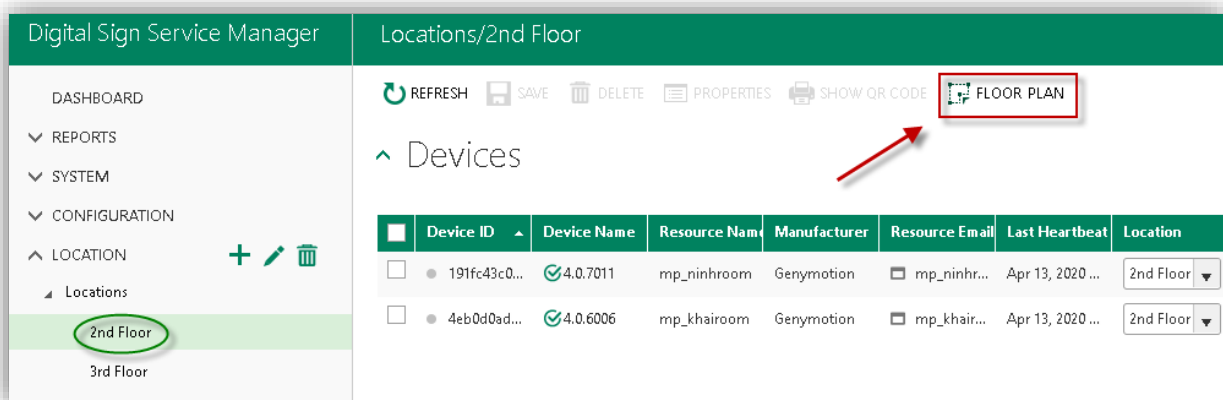 Digital Sign Service Manager
Locations/2nd Floor
DASHBOARD
REPORTS
SYSTEM
CONFIGURATION
LOCATION
Locations
2nd Floor
3rd Floor
REFRESH SAVE DELETE PROPERTIES SHOW QR CODE FLOOR PLAN
Devices
Device ID Device Name Resource Name Manufacturer Resource Email Last Heartbeat Location
191fc43c0... 4.0.7011 mp_ninhroom Genymotion mp_ninhr... Apr 13, 2020 ... 2nd Floor
4eb0d0ad... 4.0.6006 mp_khairoom Genymotion mp_khair... Apr 13, 2020 ... 2nd Floor